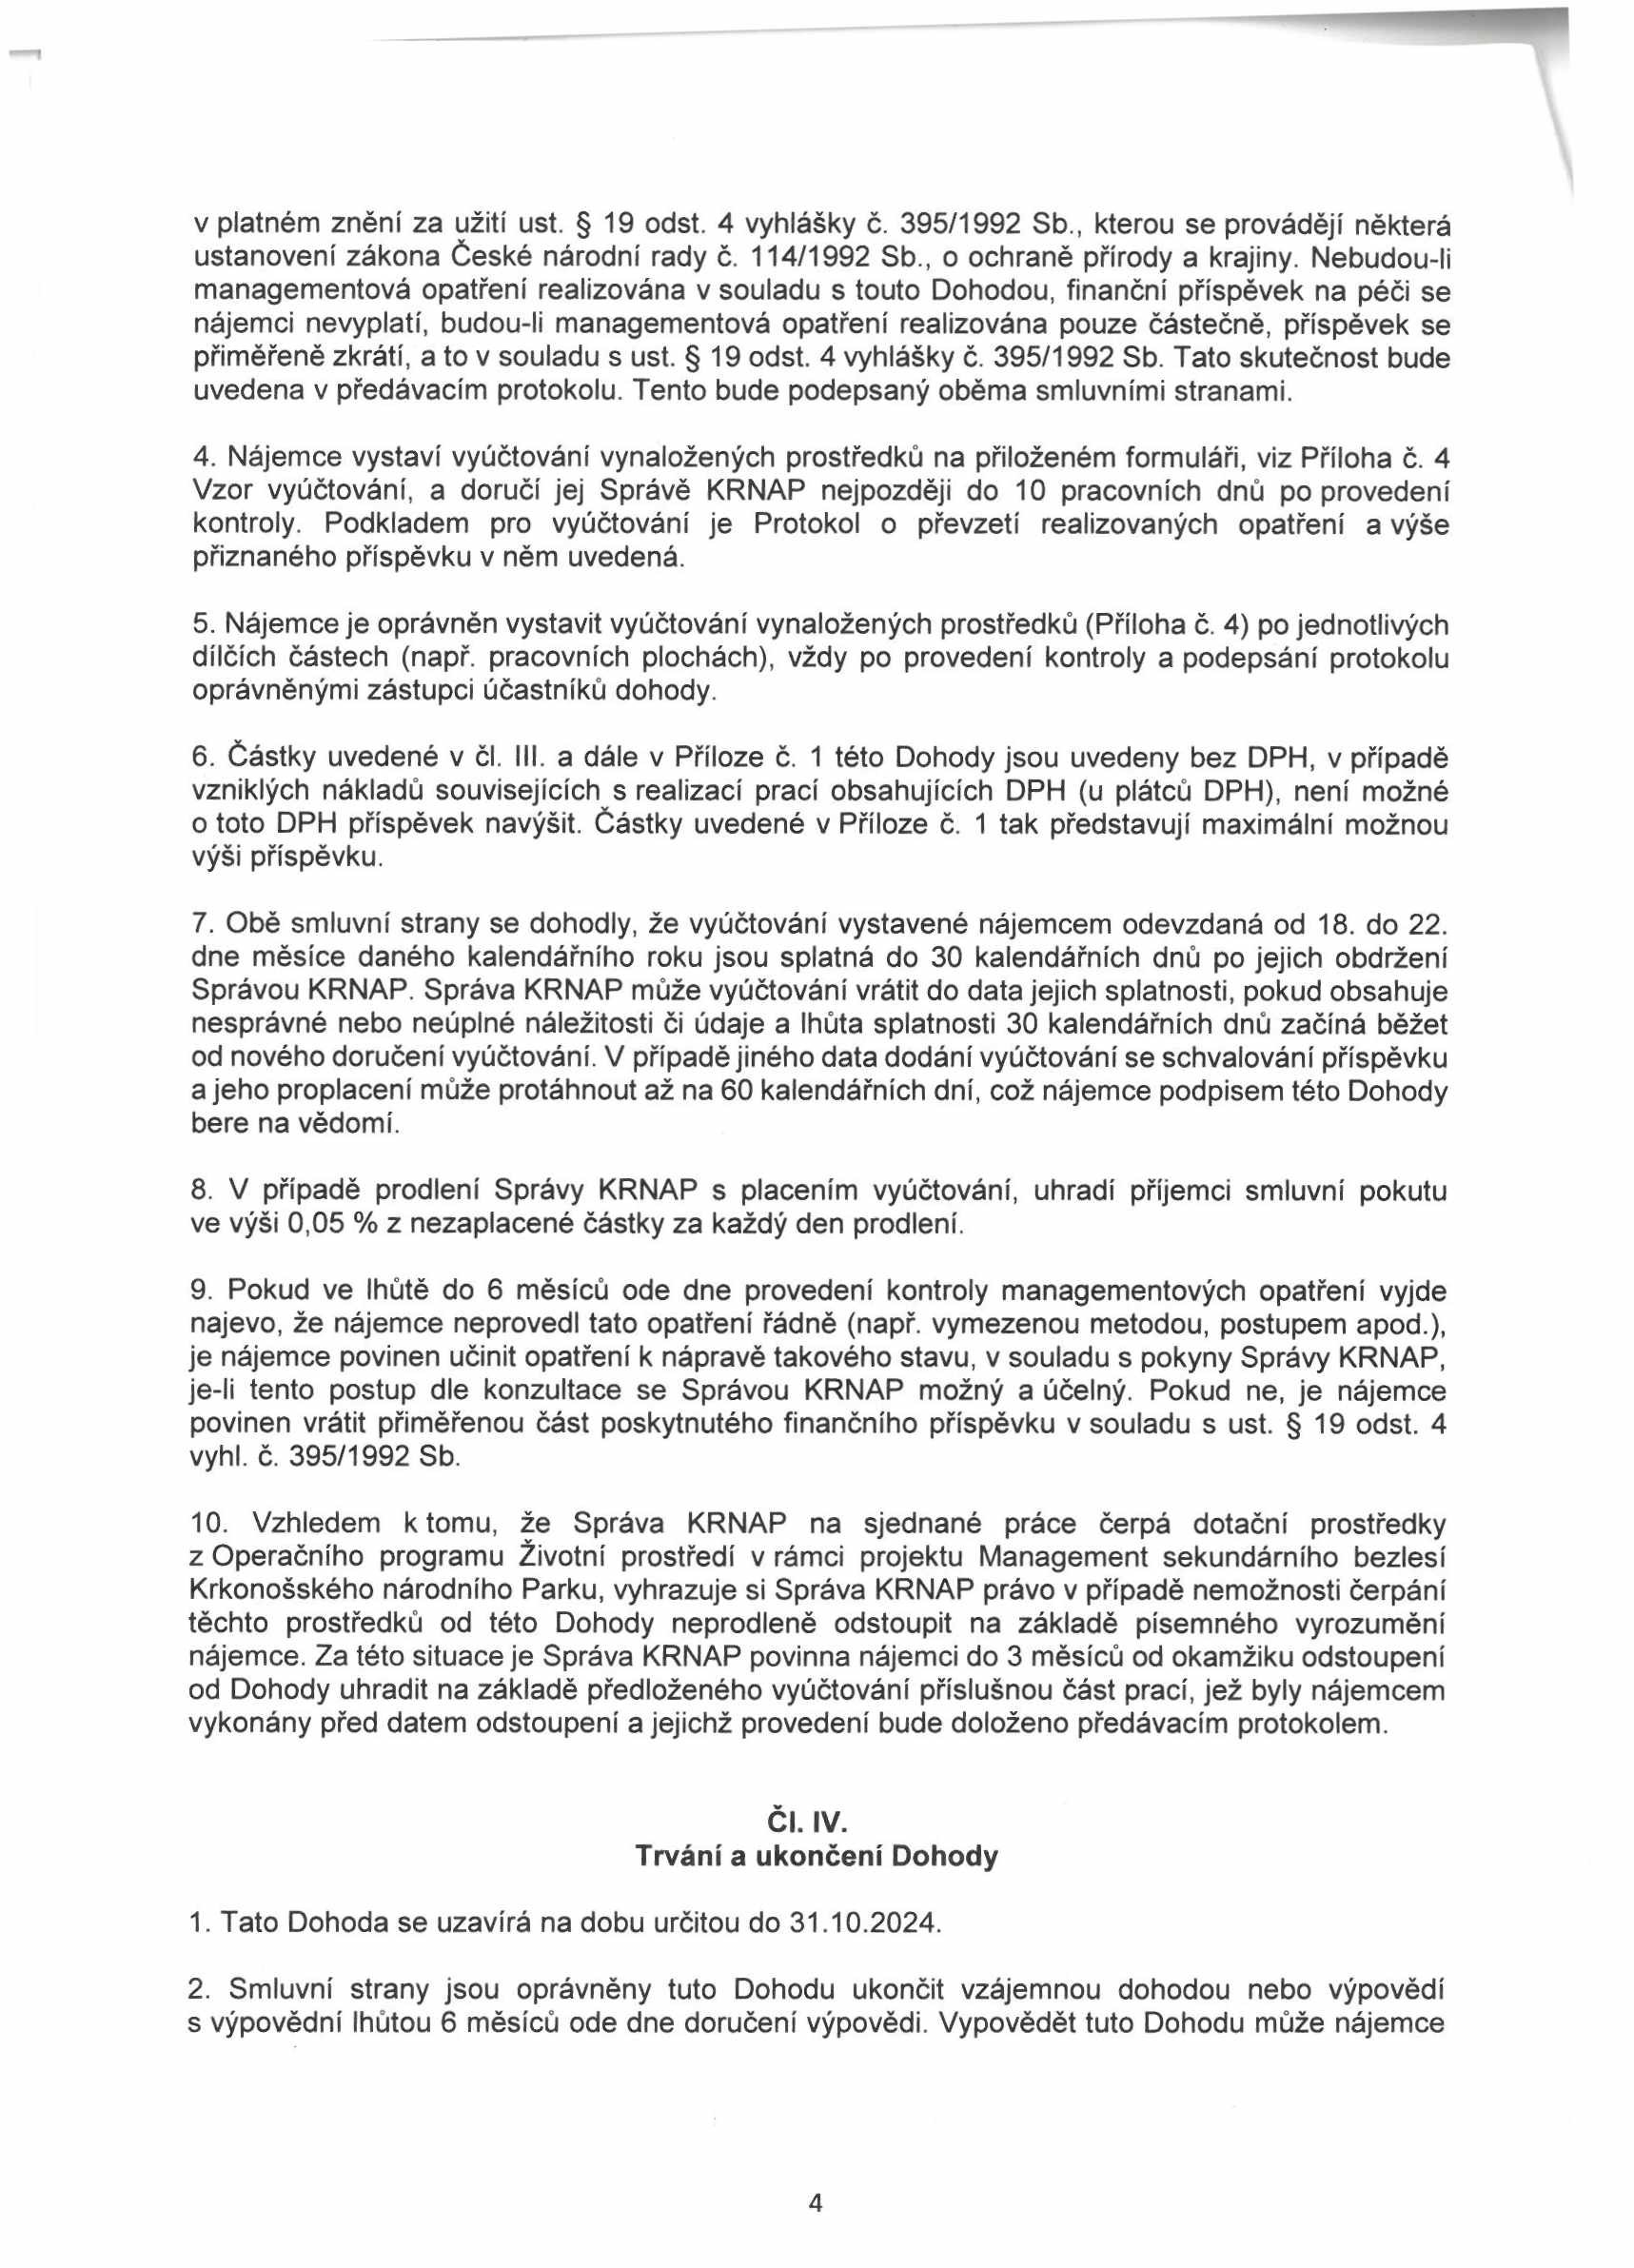 v platném znění za užití ust. § 19 odst. 4 vyhlášky č. 395/1992 Sb., kterou se provádějí některá
ustanovení zákona České národní rady č. 114/1992 Sb., o ochraně přírody a krajiny. Nebudou-li
managementová opatření realizována v souladu s touto Dohodou, finanční příspěvek na péči se
nájemci nevyplatí, budou-li managementová opatření realizována pouze částečně, příspěvek se
přiměřeně zkrátí, a to v souladu s ust. § 19 odst. 4 vyhlášky č. 395/1992 Sb. Tato skutečnost bude
uvedena v předávacím protokolu. Tento bude podepsaný oběma smluvními stranami.
4. Nájemce vystaví vyúčtování vynaložených prostředků na přiloženém formuláři, viz Příloha č. 4
Vzor vyúčtování, a doručí jej Správě KRNAP nejpozději do 10 pracovních dnů po provedení
kontroly. Podkladem pro vyúčtování je Protokol o převzetí realizovaných opatření a výše
přiznaného příspěvku v něm uvedená.
5. Nájemce je oprávněn vystavit vyúčtování vynaložených prostředků (Příloha č. 4) po jednotlivých
dílčích částech (např. pracovních plochách), vždy po provedení kontroly a podepsání protokolu
oprávněnými zástupci účastníků dohody.
6. Částky uvedené v čl. III. a dále v Příloze č. 1 této Dohody jsou uvedeny bez DPH, v případě
vzniklých nákladů souvisejících s realizací prací obsahujících DPH (u plátců DPH), není možné
o toto DPH příspěvek navýšit. Částky uvedené v Příloze č. 1 tak představují maximální možnou
výši příspěvku.
7. Obě smluvní strany se dohodly, že vyúčtování vystavené nájemcem odevzdaná od 18. do 22.
dne měsíce daného kalendářního roku jsou splatná do 30 kalendářních dnů po jejich obdržení
Správou KRNAP. Správa KRNAP může vyúčtování vrátit do data jejich splatnosti, pokud obsahuje
nesprávné nebo neúplné náležitosti či údaje a lhůta splatnosti 30 kalendářních dnů začíná běžet
od nového doručení vyúčtování. V případě jiného data dodání vyúčtování se schvalování příspěvku
a jeho proplacení může protáhnout až na 60 kalendářních dní, což nájemce podpisem této Dohody
bere na vědomí.
8. V případě prodlení Správy KRNAP s placením vyúčtování, uhradí příjemci smluvní pokutu
ve výši 0,05 % z nezaplacené částky za každý den prodlení.
9. Pokud ve lhůtě do 6 měsíců ode dne provedení kontroly managementových opatření vyjde
najevo, že nájemce neprovedl tato opatření řádně (např. vymezenou metodou, postupem apod.),
je nájemce povinen učinit opatření k nápravě takového stavu, v souladu s pokyny Správy KRNAP,
je-li tento postup dle konzultace se Správou KRNAP možný a účelný. Pokud ne, je nájemce
povinen vrátit přiměřenou část poskytnutého finančního příspěvku v souladu s ust. § 19 odst. 4
vyhl. č. 395/1992 Sb.
10. Vzhledem k tomu, že Správa KRNAP na sjednané práce čerpá dotační prostředky
z Operačního programu Životní prostředí v rámci projektu Management sekundárního bezlesí
Krkonošského národního Parku, vyhrazuje si Správa KRNAP právo v případě nemožnosti čerpání
těchto prostředků od této Dohody neprodleně odstoupit na základě písemného vyrozumění
nájemce. Za této situace je Správa KRNAP povinna nájemci do 3 měsíců od okamžiku odstoupení
od Dohody uhradit na základě předloženého vyúčtování příslušnou část prací, jež byly nájemcem
vykonány před datem odstoupení a jejichž provedení bude doloženo předávacím protokolem.
Čl. IV.
Trvání a ukončení Dohody
1. Tato Dohoda se uzavírá na dobu určitou do 31.10.2024.
2. Smluvní strany jsou oprávněny tuto Dohodu ukončit vzájemnou dohodou nebo výpovědí
s výpovědní lhůtou 6 měsíců ode dne doručení výpovědi. Vypovědět tuto Dohodu může nájemce
4